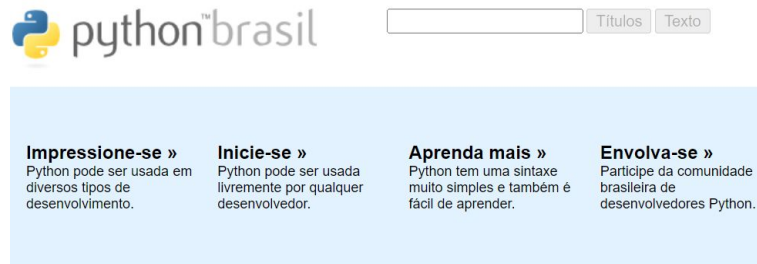 python™brasil
Títulos Texto
Impressione-se »
Python pode ser usada em
diversos tipos de
desenvolvimento.
Inicie-se »
Python pode ser usada
livremente por qualquer
desenvolvedor.
Aprenda mais »
Python tem uma sintaxe
muito simples e também é
fácil de aprender.
Envolva-se »
Participe da comunidade
brasileira de
desenvolvedores Python.